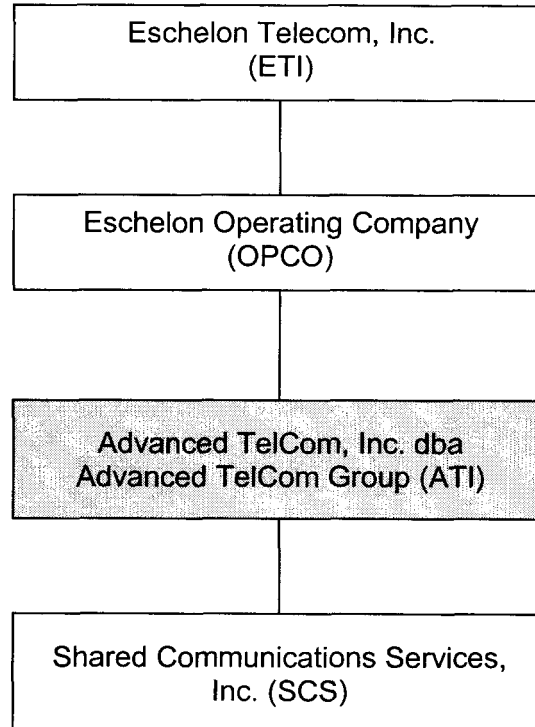 Eschelon Telecom, Inc.
(ETI)
Eschelon Operating Company
(OPCO)
Advanced TelCom, Inc. dba
Advanced TelCom Group (ATI)
Shared Communications Services,
Inc. (SCS)